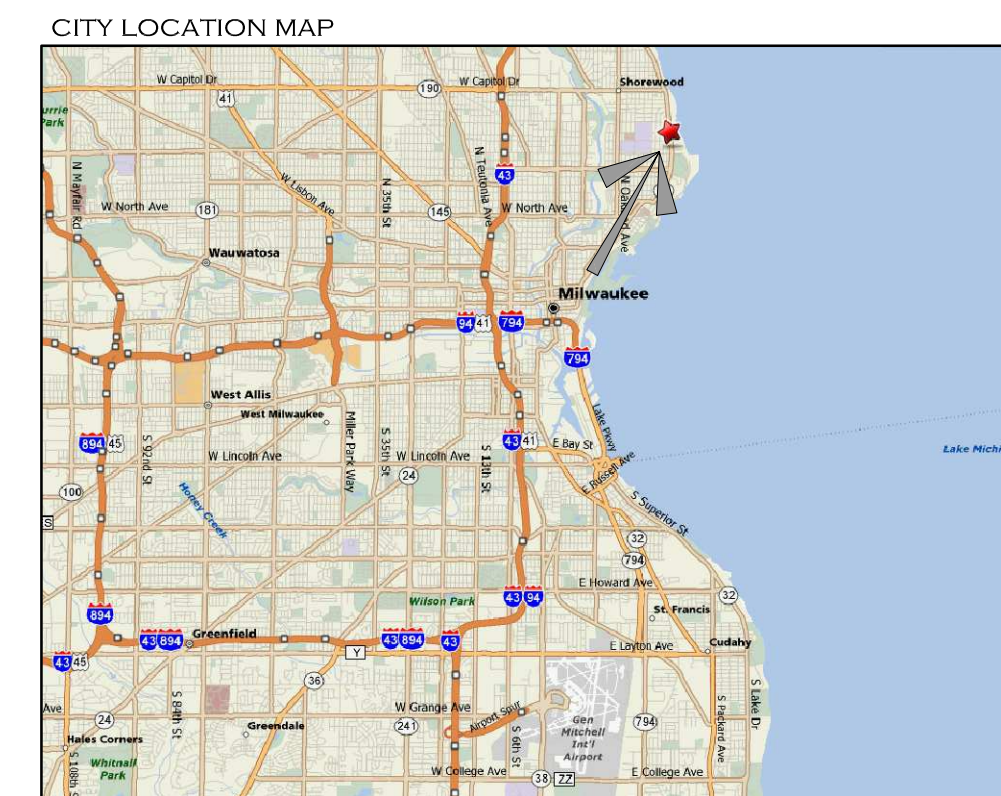 CITY LOCATION MAP
W Capitol Dr
W Capitol Dr
Shorewood
190
41
urrie
Park
43
N Mayfair Rd
W Lisbon Ave
N 35th St
N Teutonia Ave
W North Ave
181
145
W North Ave
Wauwatosa
Milwaukee
94
41
794
794
West Allis
West Milwaukee
Miller Park Way
S 35th St
S 13th St
Lake Pkwy
894
45
S 92nd St
43
41
E Bay St
W Lincoln Ave
W Lincoln Ave
24
E Russell Ave
Lake Michi
100
Honey Creek
S Superior St
S
32
794
E Howard Ave
43
94
Wilson Park
32
St. Francis
894
43
894
Greenfield
43
894
43
Y
E Layton Ave
Cudahy
43
45
36
S 84th St
Ave
24
W Grange Ave
241
Airport Spur
Greendale
Gen
Mitchell
Int'l
Airport
794
S Packard Ave
S Lake Dr
Hales Corners
S 6th St
Whitnall
Park
S 108th S
W College Ave
38
ZZ
E College Ave